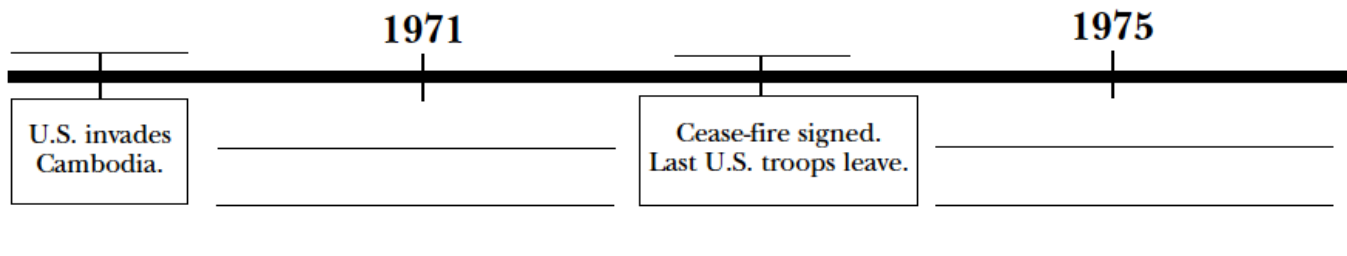 1971
1975
U.S. invades
Cambodia.
Cease-fire signed.
Last U.S. troops leave.